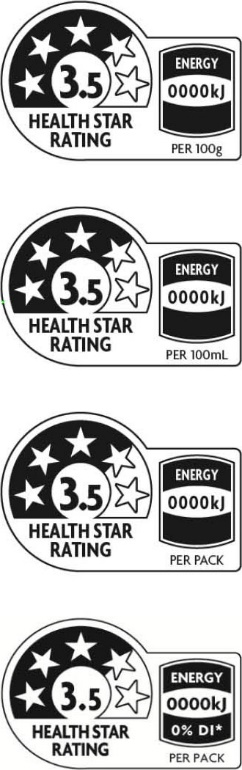 3.5
HEALTH STAR
RATING
ENERGY
0000kJ
PER 100g
3.5
HEALTH STAR
RATING
ENERGY
0000kJ
PER 100mL
3.5
HEALTH STAR
RATING
ENERGY
0000kJ
PER PACK
3.5
HEALTH STAR
RATING
ENERGY
0000kJ
0% DI*
PER PACK